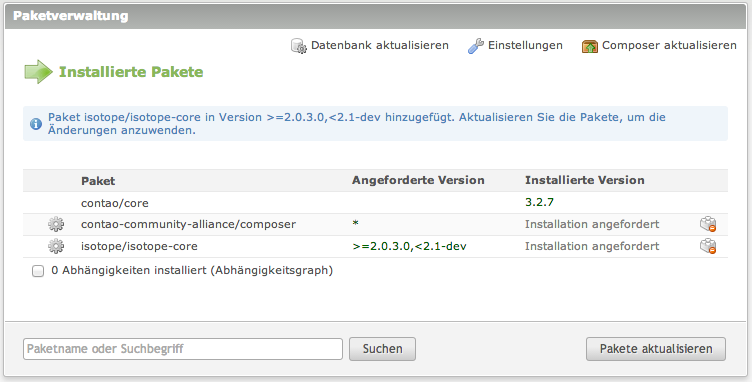 Paketverwaltung
Datenbank aktualisieren Einstellungen Composer aktualisieren
Installierte Pakete
Paket isotope/isotope-core in Version >=2.0.3.0,<2.1-dev hinzugefügt. Aktualisieren Sie die Pakete, um die
Änderungen anzuwenden.
Paket Angeforderte Version Installierte Version
contao/core 3.2.7
contao-community-alliance/composer * Installation angefordert
isotope/isotope-core >=2.0.3.0,<2.1-dev Installation angefordert
0 Abhängigkeiten installiert (Abhängigkeitsgraph)
Paketname oder Suchbegriff Suchen Pakete aktualisieren